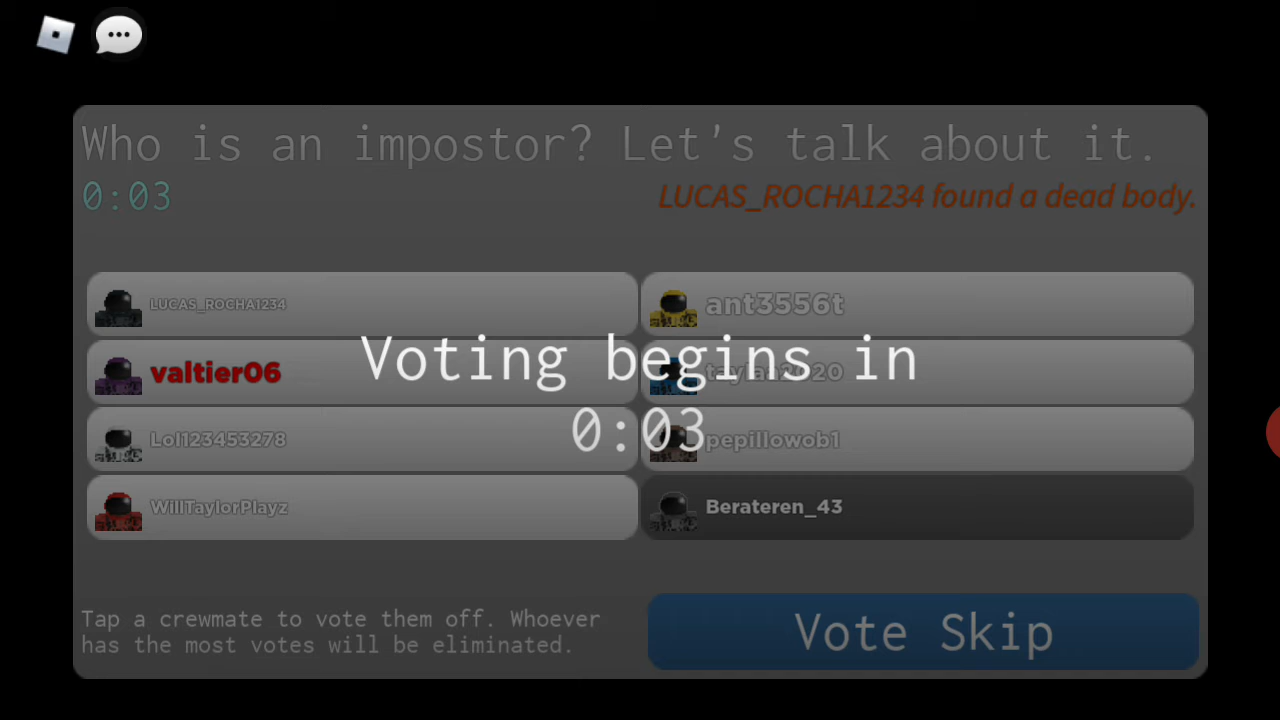 Who is an impostor? Let's talk about it.
0:03
LUCAS_ROCHA1234 found a dead body.
LUCAS_ROCHA1234
ant3556t
valtier06
Voting begins in
0:03
Lol123453278
pepillowob1
WillTaylorPlayz
Berateren_43
Tap a crewmate to vote them off. Whoever
has the most votes will be eliminated.
Vote Skip